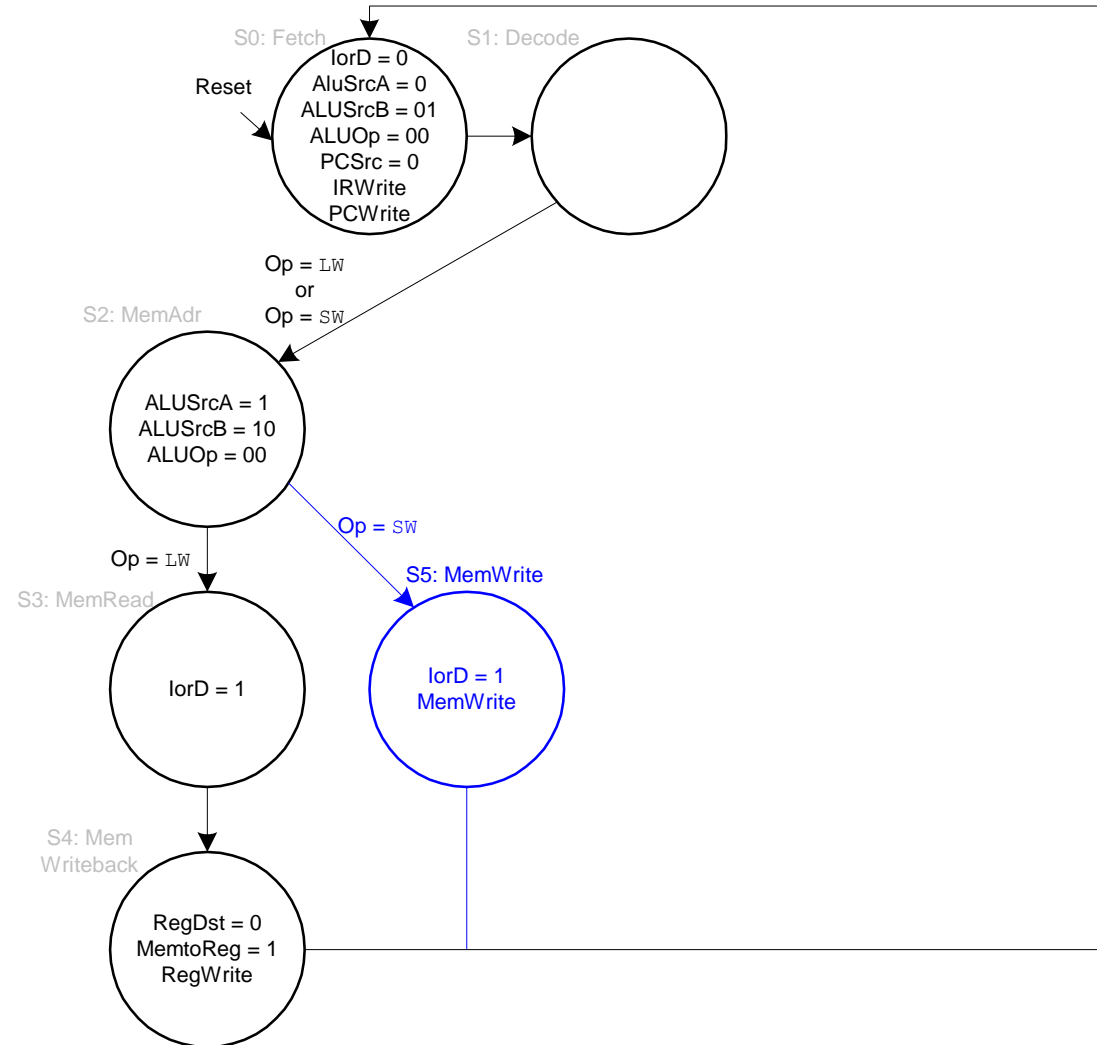 S0: Fetch
S1: Decode
Reset
IorD = 0
AluSrcA = 0
ALUSrcB = 01
ALUOp = 00
PCSrc = 0
IRWrite
PCWrite
Op = LW
or
Op = SW
S2: MemAdr
ALUSrcA = 1
ALUSrcB = 10
ALUOp = 00
Op = LW
Op = SW
S3: MemRead
S5: MemWrite
IorD = 1
IorD = 1
MemWrite
S4: Mem
Writeback
RegDst = 0
MemtoReg = 1
RegWrite